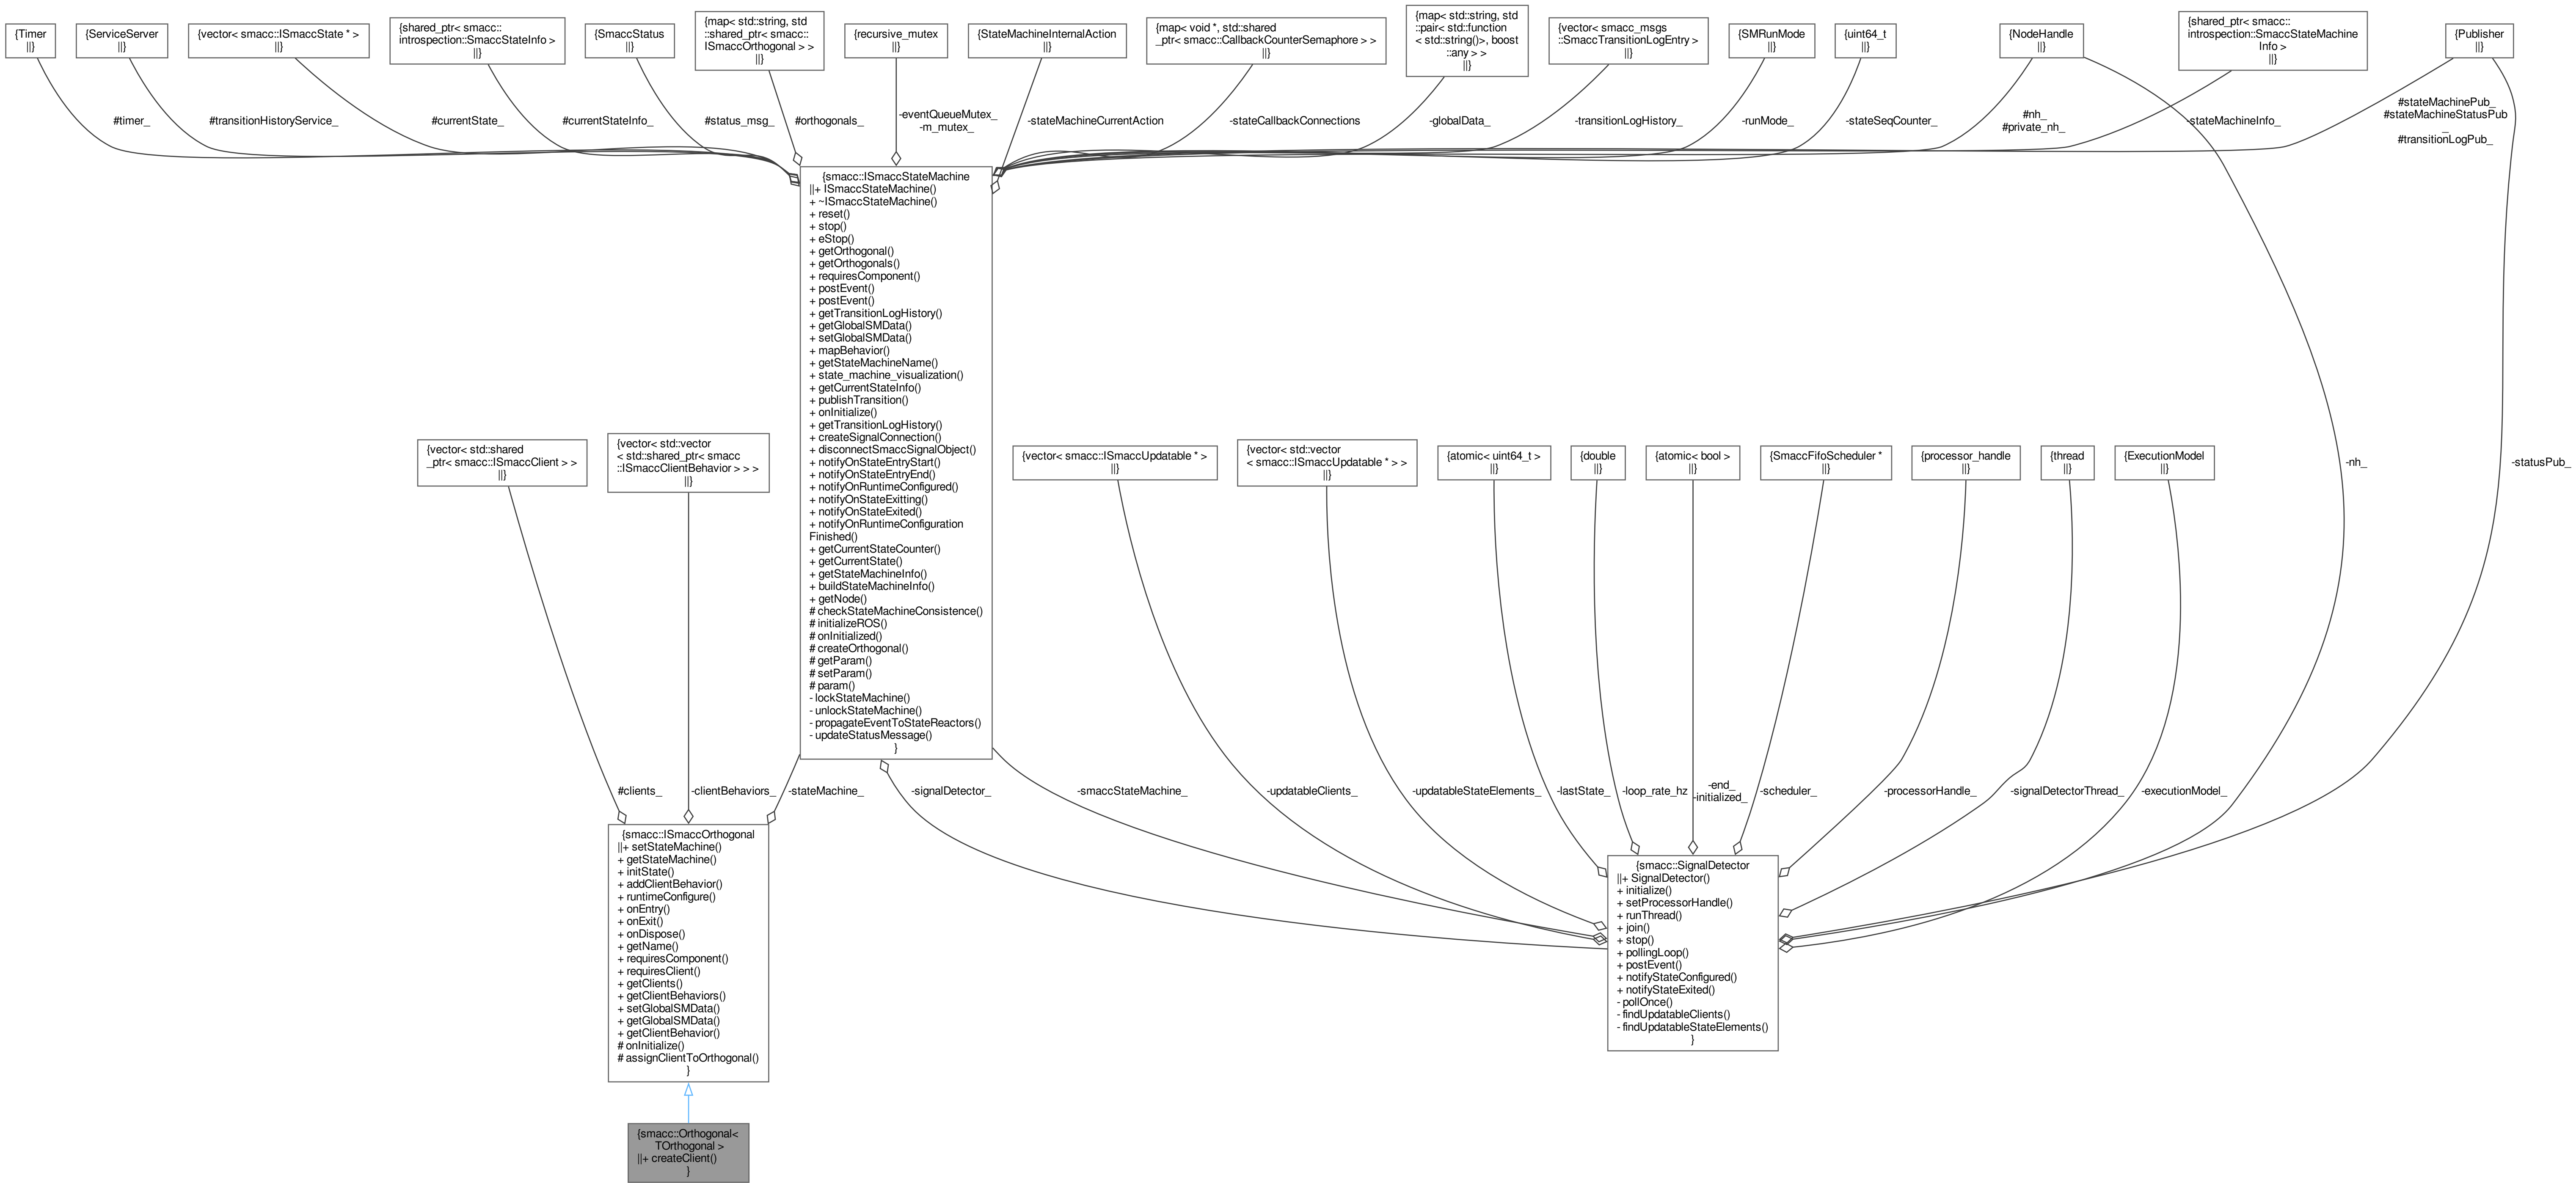 {Timer
||}
{ServiceServer
||}
{vector< smacc::ISmaccState * >
||}
{shared_ptr< smacc::
introspection::SmaccStateInfo >
||}
{SmaccStatus
||}
{map< std::string, std
::shared_ptr< smacc::
ISmaccOrthogonal > >
||}
{recursive_mutex
||}
{StateMachineInternalAction
||}
{map< void *, std::shared
_ptr< smacc::CallbackCounterSemaphore > >
||}
{map< std::string, std
::pair< std::function
< std::string()>, boost
::any > >
||}
{vector< smacc_msgs
::SmaccTransitionLogEntry >
||}
{SMRunMode
||}
{uint64_t
||}
{NodeHandle
||}
{shared_ptr< smacc::
introspection::SmaccStateMachine
Info >
||}
{Publisher
||}
#timer_
#transitionHistoryService_
#currentState_
#currentStateInfo_
#status_msg_
#orthogonals_
-eventQueueMutex_
-m_mutex_
-stateMachineCurrentAction
-stateCallbackConnections
-globalData_
-transitionLogHistory_
-runMode_
-stateSeqCounter_
#nh_
#private_nh_
-stateMachineInfo_
#stateMachinePub_
#stateMachineStatusPub
_
#transitionLogPub_
{smacc::ISmaccStateMachine
||+ ISmaccStateMachine()
+ ~ISmaccStateMachine()
+ reset()
+ stop()
+ eStop()
+ getOrthogonal()
+ getOrthogonals()
+ requiresComponent()
+ postEvent()
+ postEvent()
+ getTransitionLogHistory()
+ getGlobalSMData()
+ setGlobalSMData()
+ mapBehavior()
+ getStateMachineName()
+ state_machine_visualization()
+ getCurrentStateInfo()
+ publishTransition()
+ onInitialize()
+ getTransitionLogHistory()
+ createSignalConnection()
+ disconnectSmaccSignalObject()
+ notifyOnStateEntryStart()
+ notifyOnStateEntryEnd()
+ notifyOnRuntimeConfigured()
+ notifyOnStateExitting()
+ notifyOnStateExited()
+ notifyOnRuntimeConfiguration
Finished()
+ getCurrentStateCounter()
+ getCurrentState()
+ getStateMachineInfo()
+ buildStateMachineInfo()
+ getNode()
# checkStateMachineConsistence()
# initializeROS()
# onInitialized()
# createOrthogonal()
# getParam()
# setParam()
# param()
- lockStateMachine()
- unlockStateMachine()
- propagateEventToStateReactors()
- updateStatusMessage()
}
{vector< std::shared
_ptr< smacc::ISmaccClient > >
||}
{vector< std::vector
< std::shared_ptr< smacc
::ISmaccClientBehavior > > >
||}
{vector< smacc::ISmaccUpdatable * >
||}
{vector< std::vector
< smacc::ISmaccUpdatable * > >
||}
{atomic< uint64_t >
||}
{double
||}
{atomic< bool >
||}
{SmaccFifoScheduler *
||}
{processor_handle
||}
{thread
||}
{ExecutionModel
||}
-nh_
-statusPub_
#clients_
-clientBehaviors_
-stateMachine_
-signalDetector_
-smaccStateMachine_
-updatableClients_
-updatableStateElements_
-lastState_
-loop_rate_hz
-end_
-initialized_
-scheduler_
-processorHandle_
-signalDetectorThread_
-executionModel_
{smacc::ISmaccOrthogonal
||+ setStateMachine()
+ getStateMachine()
+ initState()
+ addClientBehavior()
+ runtimeConfigure()
+ onEntry()
+ onExit()
+ onDispose()
+ getName()
+ requiresComponent()
+ requiresClient()
+ getClients()
+ getClientBehaviors()
+ setGlobalSMData()
+ getGlobalSMData()
+ getClientBehavior()
# onInitialize()
# assignClientToOrthogonal()
}
{smacc::SignalDetector
||+ SignalDetector()
+ initialize()
+ setProcessorHandle()
+ runThread()
+ join()
+ stop()
+ pollingLoop()
+ postEvent()
+ notifyStateConfigured()
+ notifyStateExited()
- pollOnce()
- findUpdatableClients()
- findUpdatableStateElements()
}
{smacc::Orthogonal<
TOrthogonal >
||+ createClient()
}